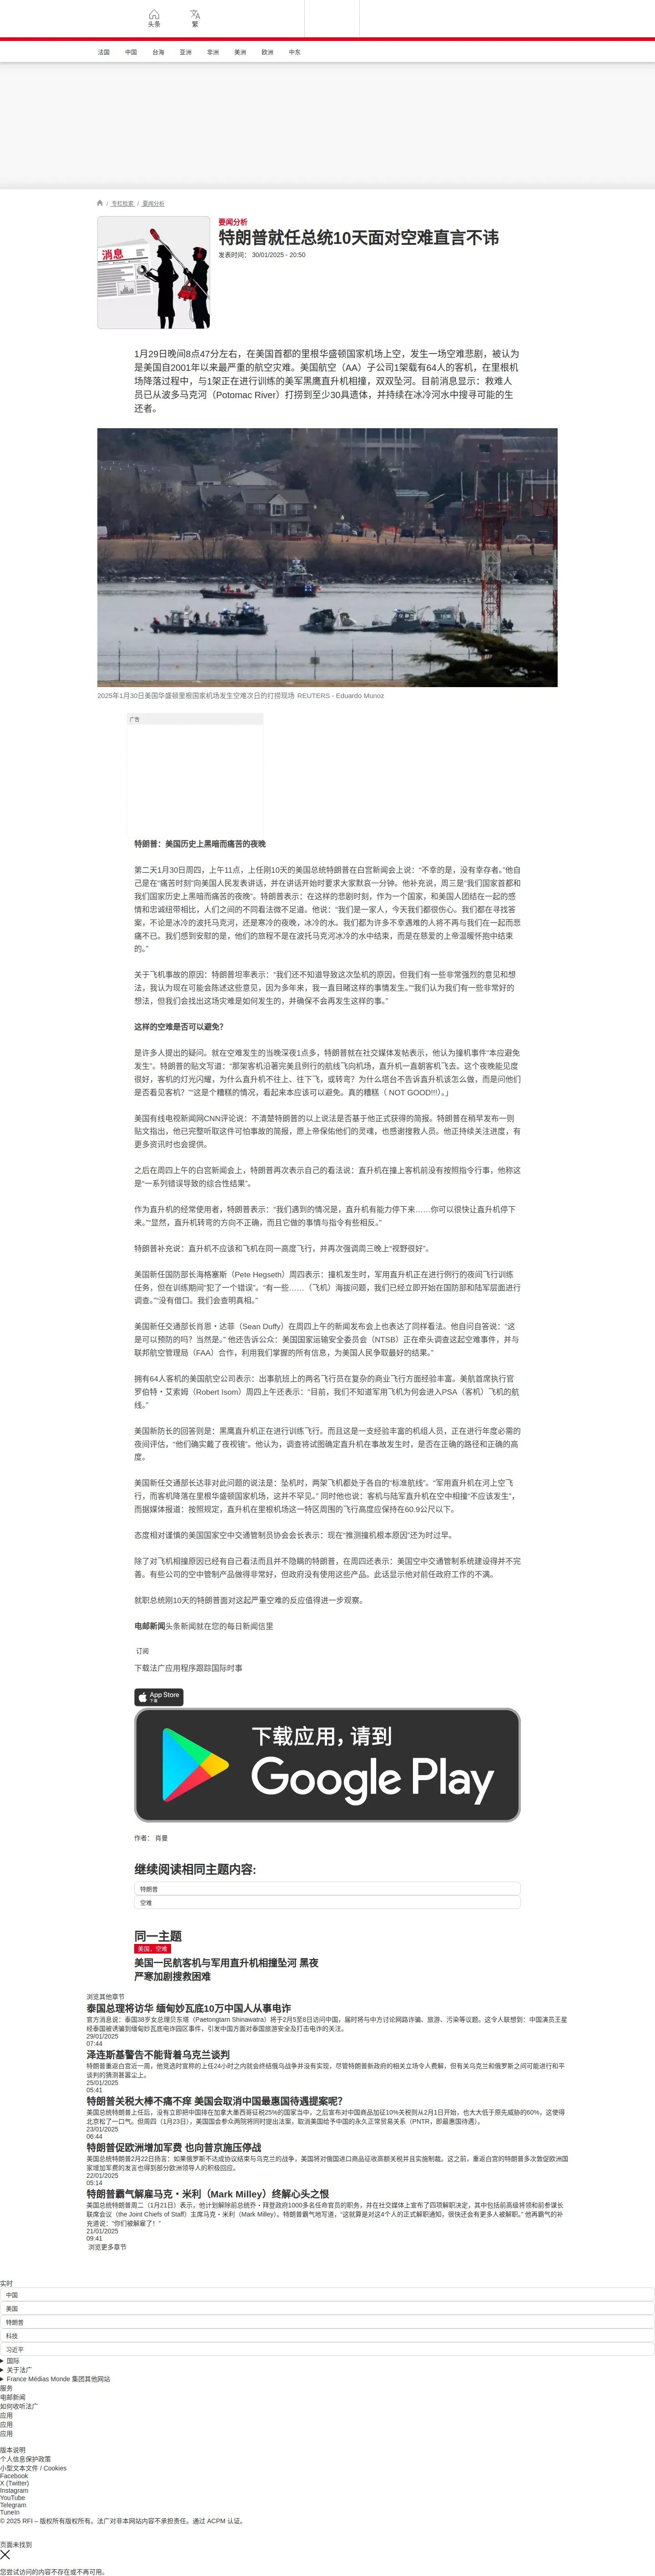 头条
繁
法国 中国 台海 亚洲 非洲 美洲 欧洲 中东
/ 专栏检索 / 要闻分析
消息
要闻分析
特朗普就任总统10天面对空难直言不讳
发表时间： 30/01/2025 - 20:50
1月29日晚间8点47分左右，在美国首都的里根华盛顿国家机场上空，发生一场空难悲剧，被认为
是美国自2001年以来最严重的航空灾难。美国航空（AA）子公司1架载有64人的客机，在里根机
场降落过程中，与1架正在进行训练的美军黑鹰直升机相撞，双双坠河。目前消息显示：救难人
员已从波多马克河（Potomac River）打捞到至少30具遗体，并持续在冰冷河水中搜寻可能的生
还者。
2025年1月30日美国华盛顿里根国家机场发生空难次日的打捞现场 REUTERS - Eduardo Munoz
广告
特朗普：美国历史上黑暗而痛苦的夜晚
第二天1月30日周四，上午11点，上任刚10天的美国总统特朗普在白宫新闻会上说：“不幸的是，没有幸存者。”他自
己是在“痛苦时刻”向美国人民发表讲话，并在讲话开始时要求大家默哀一分钟。他补充说，周三是“我们国家首都和
我们国家历史上黑暗而痛苦的夜晚”。特朗普表示：在这样的悲剧时刻，作为一个国家，和美国人团结在一起的感
情和忠诚纽带相比，人们之间的不同看法微不足道。他说：“我们是一家人，今天我们都很伤心。我们都在寻找答
案，不论是冰冷的波托马克河，还是寒冷的夜晚，冰冷的水。我们都为许多不幸遇难的人将不再与我们在一起而悲
痛不已。我们感到安慰的是，他们的旅程不是在波托马克河冰冷的水中结束，而是在慈爱的上帝温暖怀抱中结束
的。”
关于飞机事故的原因：特朗普坦率表示：“我们还不知道导致这次坠机的原因，但我们有一些非常强烈的意见和想
法，我认为现在可能会陈述这些意见，因为多年来，我一直目睹这样的事情发生。”“我们认为我们有一些非常好的
想法，但我们会找出这场灾难是如何发生的，并确保不会再发生这样的事。”
这样的空难是否可以避免？
是许多人提出的疑问。就在空难发生的当晚深夜1点多，特朗普就在社交媒体发帖表示，他认为撞机事件“本应避免
发生”。特朗普的贴文写道：“那架客机沿著完美且例行的航线飞向机场，直升机一直朝客机飞去。这个夜晚能见度
很好，客机的灯光闪耀，为什么直升机不往上、往下飞，或转弯？为什么塔台不告诉直升机该怎么做，而是问他们
是否看见客机？”“这是个糟糕的情况，看起来本应该可以避免。真的糟糕（ NOT GOOD!!!）。」
美国有线电视新闻网CNN评论说：不清楚特朗普的以上说法是否基于他正式获得的简报。特朗普在稍早发布一则
贴文指出，他已完整听取这件可怕事故的简报，愿上帝保佑他们的灵魂，也感谢搜救人员。他正持续关注进度，有
更多资讯时也会提供。
之后在周四上午的白宫新闻会上，特朗普再次表示自己的看法说：直升机在撞上客机前没有按照指令行事，他称这
是“一系列错误导致的综合性结果”。
作为直升机的经常使用者，特朗普表示：“我们遇到的情况是，直升机有能力停下来……你可以很快让直升机停下
来。”“显然，直升机转弯的方向不正确，而且它做的事情与指令有些相反。”
特朗普补充说：直升机不应该和飞机在同一高度飞行，并再次强调周三晚上“视野很好”。
美国新任国防部长海格塞斯（Pete Hegseth）周四表示：撞机发生时，军用直升机正在进行例行的夜间飞行训练
任务，但在训练期间“犯了一个错误”。“有一些……（飞机）海拔问题，我们已经立即开始在国防部和陆军层面进行
调查。”“没有借口。我们会查明真相。”
美国新任交通部长肖恩・达菲（Sean Duffy）在周四上午的新闻发布会上也表达了同样看法。他自问自答说：“这
是可以预防的吗？当然是。” 他还告诉公众：美国国家运输安全委员会（NTSB）正在牵头调查这起空难事件，并与
联邦航空管理局（FAA）合作，利用我们掌握的所有信息，为美国人民争取最好的结果。”
拥有64人客机的美国航空公司表示：出事航班上的两名飞行员在复杂的商业飞行方面经验丰富。美航首席执行官
罗伯特・艾索姆（Robert Isom）周四上午还表示：“目前，我们不知道军用飞机为何会进入PSA（客机）飞机的航
线。”
美国新防长的回答则是：黑鹰直升机正在进行训练飞行。而且这是一支经验丰富的机组人员，正在进行年度必需的
夜间评估，“他们确实戴了夜视镜”。他认为，调查将试图确定直升机在事故发生时，是否在正确的路径和正确的高
度。
美国新任交通部长达菲对此问题的说法是：坠机时，两架飞机都处于各自的“标准航线”。“军用直升机在河上空飞
行，而客机降落在里根华盛顿国家机场，这并不罕见。” 同时他也说：客机与陆军直升机在空中相撞“不应该发生”，
而据媒体报道：按照规定，直升机在里根机场这一特区周围的飞行高度应保持在60.9公尺以下。
态度相对谨慎的美国国家空中交通管制员协会会长表示：现在“推测撞机根本原因”还为时过早。
除了对飞机相撞原因已经有自己看法而且并不隐瞒的特朗普，在周四还表示：美国空中交通管制系统建设得并不完
善。有些公司的空中管制产品做得非常好，但政府没有使用这些产品。此话显示他对前任政府工作的不满。
就职总统刚10天的特朗普面对这起严重空难的反应值得进一步观察。
电邮新闻头条新闻就在您的每日新闻信里
订阅
下载法广应用程序跟踪国际时事
App Store
下载
下载应用，请到
Google Play
作者： 肖曼
继续阅读相同主题内容:
特朗普
空难
同一主题
美国，空难
美国一民航客机与军用直升机相撞坠河 黑夜
严寒加剧搜救困难
浏览其他章节
泰国总理将访华 缅甸妙瓦底10万中国人从事电诈
官方消息说：泰国38岁女总理贝东塔（Paetongtarn Shinawatra）将于2月5至8日访问中国，届时将与中方讨论网路诈骗、旅游、污染等议题。这令人联想到：中国演员王星
经泰国被诱骗到缅甸妙瓦底电诈园区事件，引发中国方面对泰国旅游安全及打击电诈的关注。
29/01/2025
07:44
泽连斯基警告不能背着乌克兰谈判
特朗普重返白宫近一周，他竞选时宣称的上任24小时之内就会终结俄乌战争并没有实现，尽管特朗普新政府的相关立场令人费解，但有关乌克兰和俄罗斯之间可能进行和平
谈判的猜测甚嚣尘上。
25/01/2025
05:41
特朗普关税大棒不痛不痒 美国会取消中国最惠国待遇提案呢？
美国总统特朗普上任后，没有立即把中国排在加拿大墨西哥征税25%的国家当中，之后宣布对中国商品加征10%关税则从2月1日开始，也大大低于原先威胁的60%，这使得
北京松了一口气。但周四（1月23日），美国国会参众两院将同时提出法案，取消美国给予中国的永久正常贸易关系（PNTR，即最惠国待遇）。
23/01/2025
06:44
特朗普促欧洲增加军费 也向普京施压停战
美国总统特朗普2月22日扬言：如果俄罗斯不达成协议结束与乌克兰的战争，美国将对俄国进口商品征收高额关税并且实施制裁。这之前，重返白宫的特朗普多次敦促欧洲国
家增加军费的发言也得到部分欧洲领导人的积极回应。
22/01/2025
05:14
特朗普霸气解雇马克・米利（Mark Milley）终解心头之恨
美国总统特朗普周二（1月21日）表示，他计划解除前总统乔・拜登政府1000多名任命官员的职务，并在社交媒体上宣布了四项解职决定，其中包括前高级将领和前参谋长
联席会议（the Joint Chiefs of Staff）主席马克・米利（Mark Milley）。特朗普霸气地写道，“这就算是对这4个人的正式解职通知，很快还会有更多人被解职。” 他再霸气的补
充道说：“你们被解雇了！”
21/01/2025
09:41
浏览更多章节
实时
中国
美国
特朗普
科技
习近平
国际
关于法广
France Médias Monde 集团其他网站
服务
电邮新闻
如何收听法广
应用
应用
应用
版本说明
个人信息保护政策
小型文本文件 / Cookies
Facebook
X (Twitter)
Instagram
YouTube
Telegram
TuneIn
© 2025 RFI – 版权所有版权所有。法广对非本网站内容不承担责任。通过 ACPM 认证。
页面未找到
您尝试访问的内容不存在或不再可用。